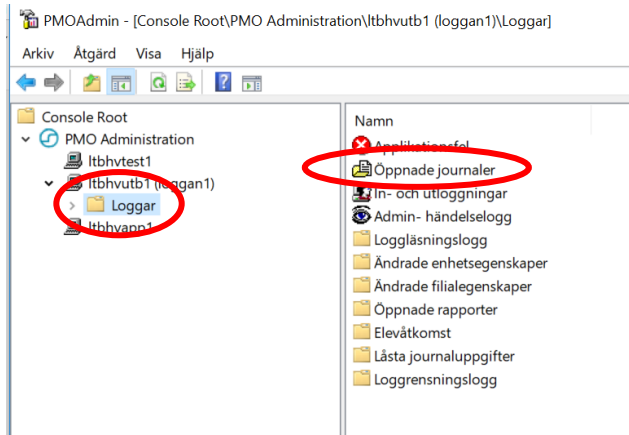 PMOAdmin - [Console Root\PMO Administration\ltbhvutb1 (loggan1)\Loggar]
Arkiv Åtgärd Visa Hjälp
Console Root
PMO Administration
ltbhvtest1
ltbhvutb1 (loggan1)
Loggar
ltbhvapp1
Namn
Applikationsfel
Öppnade journaler
In- och utloggningar
Admin- händelselogg
Loggläsningslogg
Ändrade enhetsegenskaper
Ändrade filialegenskaper
Öppnade rapporter
Elevåtkomst
Låsta journaluppgifter
Loggrensningslogg